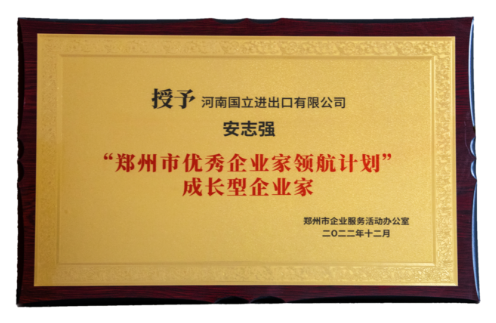 授予 河南国立进出口有限公司
安志强
“郑州市优秀企业家领航计划”
成长型企业家
郑州市企业服务活动办公室
二〇二二年十二月